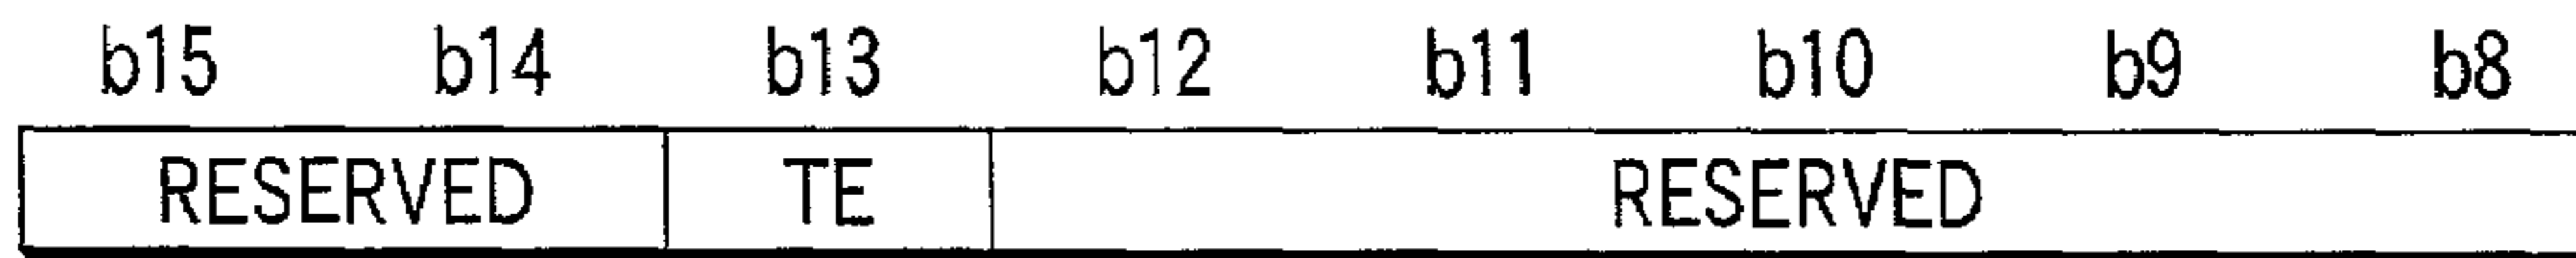 b15 b14 b13 b12 b11 b10 b9 b8
RESERVED TE RESERVED